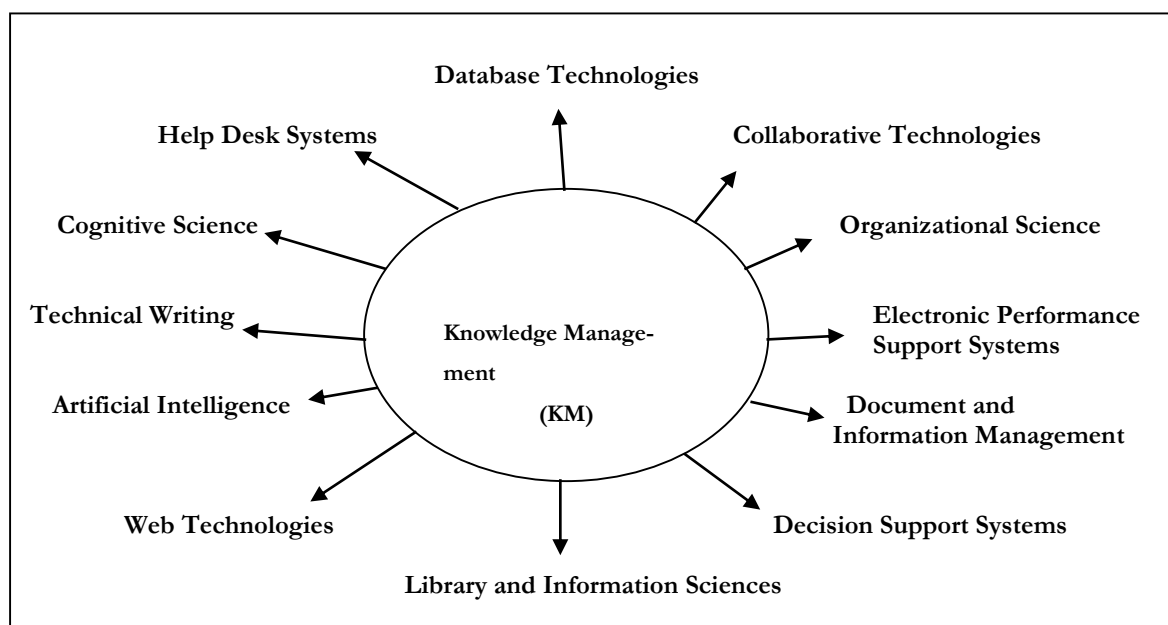 Database Technologies
Help Desk Systems
Collaborative Technologies
Cognitive Science
Organizational Science
Technical Writing
Electronic Performance
Support Systems
Knowledge Manage-
ment
(KM)
Artificial Intelligence
Document and
Information Management
Web Technologies
Decision Support Systems
Library and Information Sciences